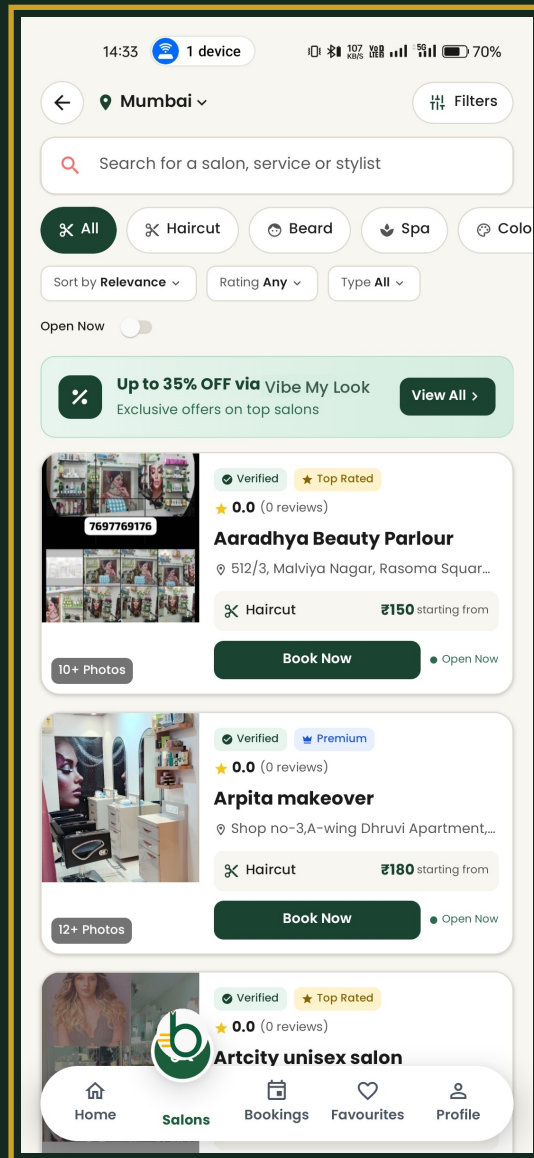 14:33 1 device 107 KB/S 5G 70%
Mumbai Filters
Search for a salon, service or stylist
All Haircut Beard Spa Colo
Sort by Relevance Rating Any Type All
Open Now
Up to 35% OFF via Vibe My Look
Exclusive offers on top salons
View All >
Verified Top Rated
0.0 (0 reviews)
7697769176
Aaradhya Beauty Parlour
512/3, Malviya Nagar, Rasoma Squar...
Haircut ₹150 starting from
10+ Photos
Book Now Open Now
Verified Premium
0.0 (0 reviews)
Arpita makeover
Shop no-3,A-wing Dhruvi Apartment,...
Haircut ₹180 starting from
12+ Photos
Book Now Open Now
Verified Top Rated
0.0 (0 reviews)
Artcity unisex salon
b
Home Salons Bookings Favourites Profile